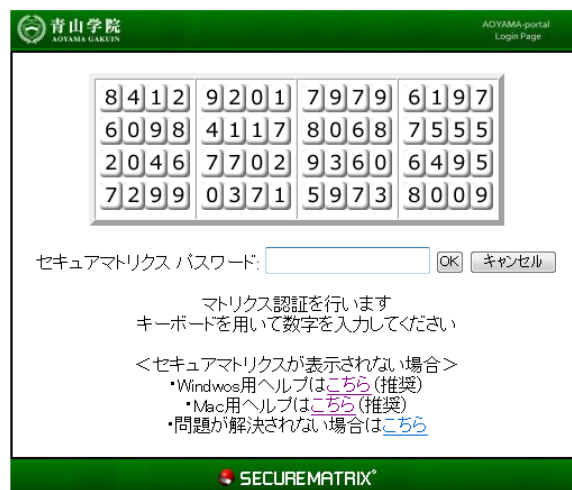 青山学院
AOYAMA GAKUIN
AOYAMA-portal
Login Page
8412 9201 7979 6197
6098 4117 8068 7555
2046 7702 9360 6495
7299 0371 5973 8009
セキュアマトリクス パスワード: OK キャンセル
マトリクス認証を行います
キーボードを用いて数字を入力してください
＜セキュアマトリクスが表示されない場合＞
・Windwos用ヘルプはこちら(推奨)
・Mac用ヘルプはこちら(推奨)
・問題が解決されない場合はこちら
SECUREMATRIX®